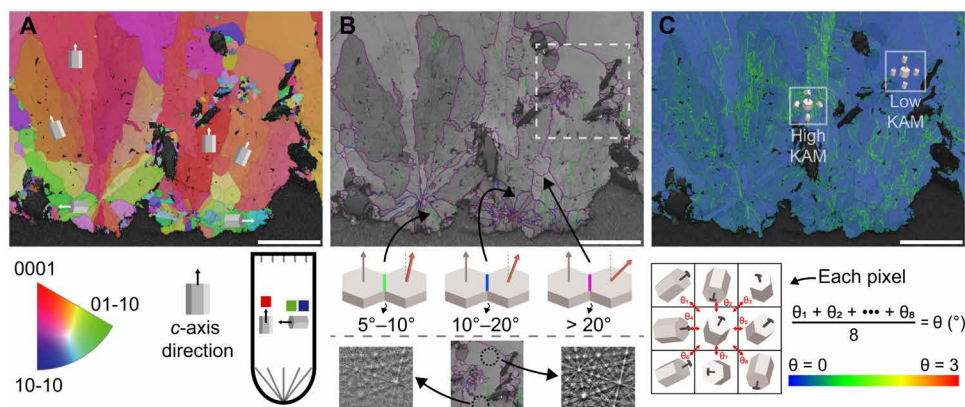 A
B
C
High
KAM
Low
KAM
0001
01-10
10-10
c-axis
direction
5°–10°
10°–20°
> 20°
θ₁
θ₂
θ₃
θ₄
θ₅
θ₆
θ₇
θ₈
Each pixel
θ₁ + θ₂ + ••• + θ₈
8
= θ (°)
θ = 0
θ = 3